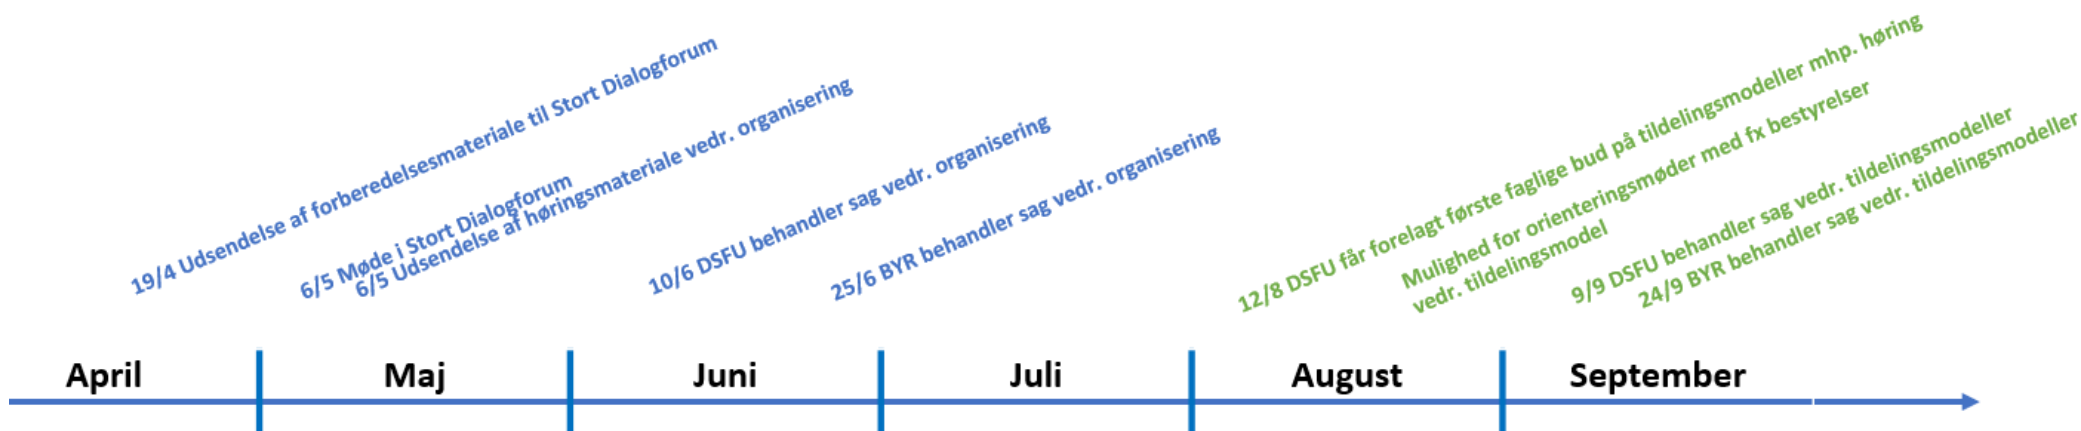 19/4 Udsendelse af forberedelsesmateriale til Stort Dialogforum
6/5 Møde i Stort Dialogforum
6/5 Udsendelse af høringsmateriale vedr. organisering
10/6 DSFU behandler sag vedr. organisering
25/6 BYR behandler sag vedr. organisering
12/8 DSFU får forelagt første faglige bud på tildelingsmodeller mhp. høring
Mulighed for orienteringsmøder med fx bestyrelser
vedr. tildelingsmodel
9/9 DSFU behandler sag vedr. tildelingsmodeller
24/9 BYR behandler sag vedr. tildelingsmodeller
April
Maj
Juni
Juli
August
September